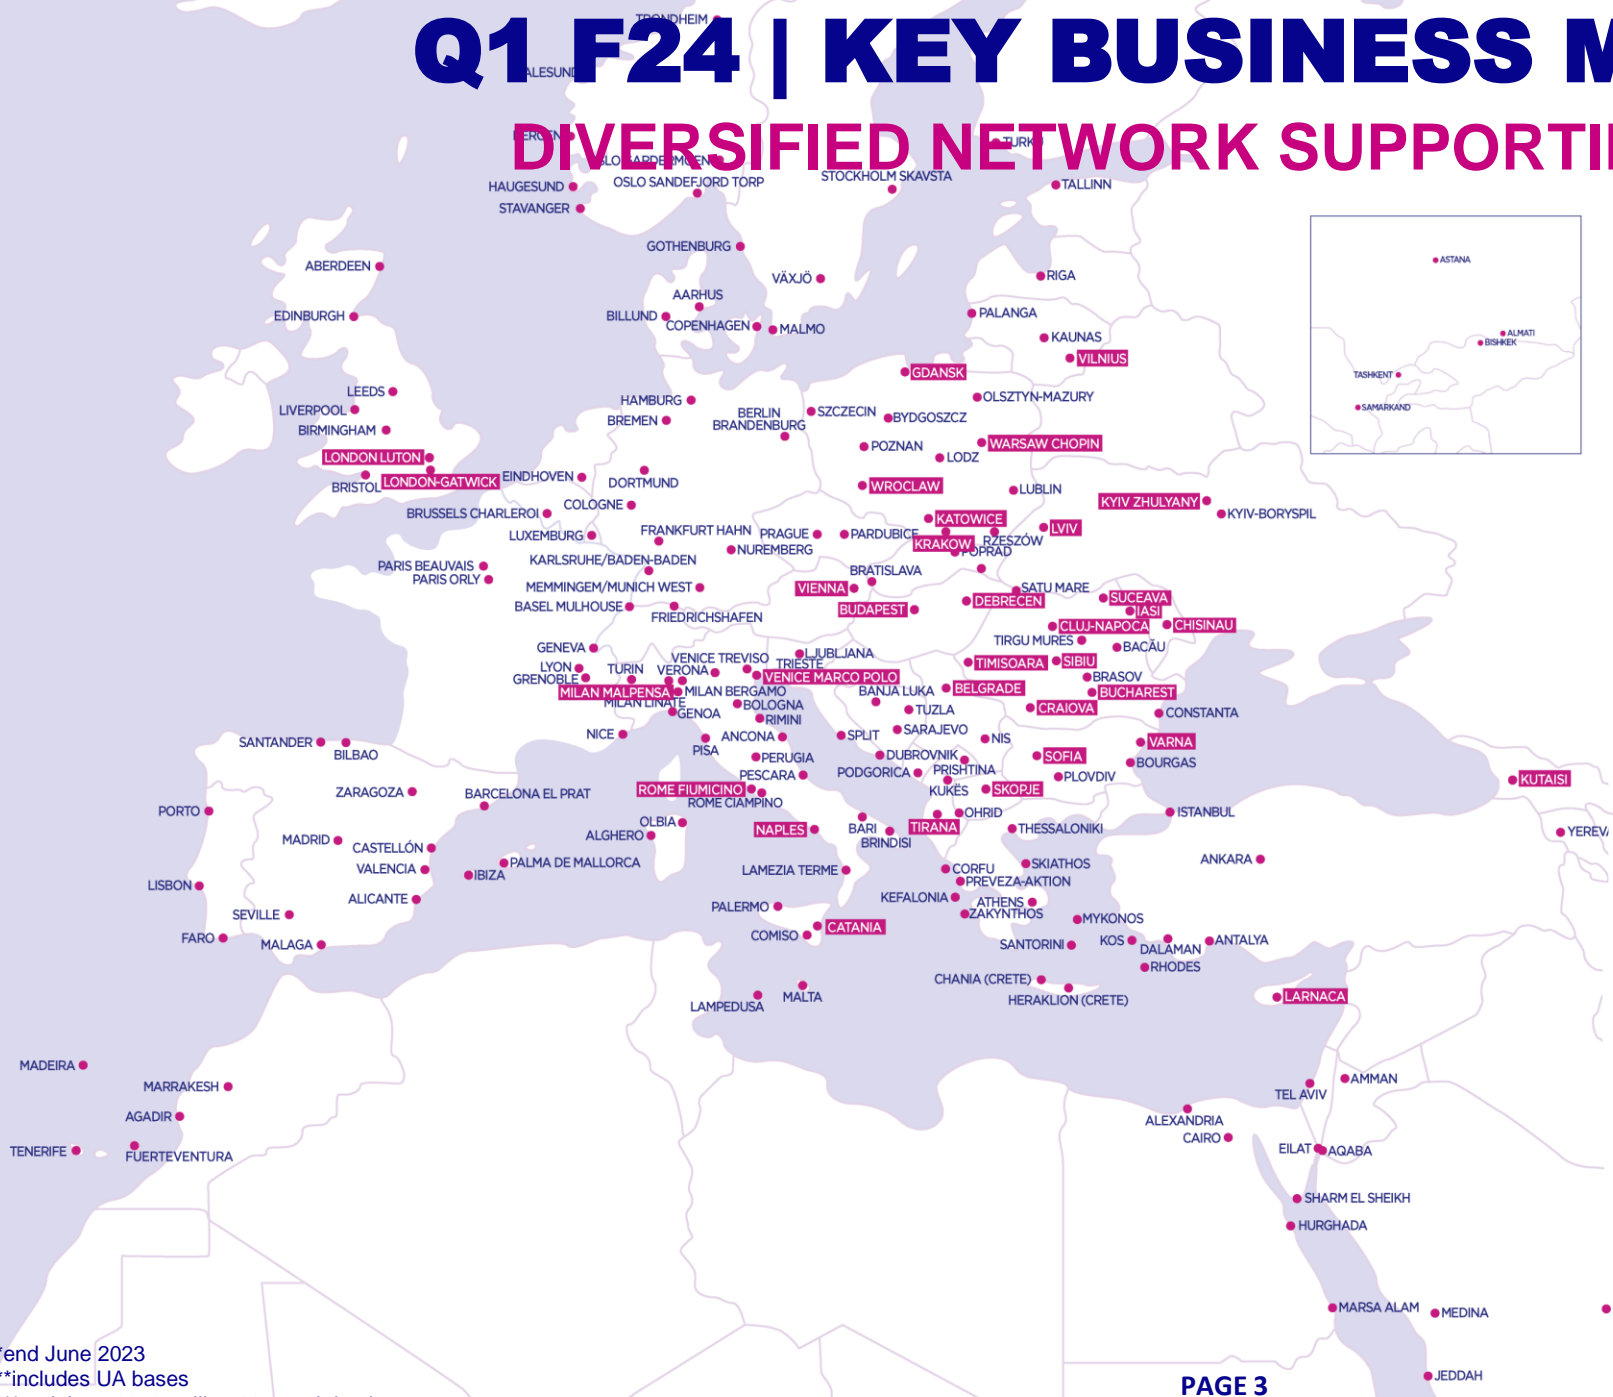 Q1 F24 | KEY BUSINESS M
DIVERSIFIED NETWORK SUPPORTI
TRONDHEIM
ALESUND
BERGEN
OSLO GARDERMOEN
TURKU
HAUGESUND
OSLO SANDEFJORD TORP
STOCKHOLM SKAVSTA
TALLINN
STAVANGER
GOTHENBURG
ABERDEEN
VÄXJÖ
RIGA
ASTANA
AARHUS
EDINBURGH
BILLUND
COPENHAGEN
MALMO
PALANGA
KAUNAS
ALMATI
BISHKEK
VILNIUS
GDANSK
TASHKENT
LEEDS
HAMBURG
OLSZTYN-MAZURY
SAMARKAND
LIVERPOOL
BREMEN
BERLIN
BRANDENBURG
SZCZECIN
BYDGOSZCZ
BIRMINGHAM
POZNAN
WARSAW CHOPIN
LONDON LUTON
LODZ
BRISTOL
LONDON-GATWICK
EINDHOVEN
DORTMUND
WROCLAW
LUBLIN
KYIV ZHULYANY
COLOGNE
BRUSSELS CHARLEROI
KATOWICE
KYIV-BORYSPIL
LUXEMBURG
FRANKFURT HAHN
PRAGUE
PARDUBICE
KRAKOW
RZESZÓW
LVIV
NUREMBERG
POPRAD
KARLSRUHE/BADEN-BADEN
PARIS BEAUVAIS
PARIS ORLY
BRATISLAVA
MEMMINGEM/MUNICH WEST
VIENNA
SATU MARE
BASEL MULHOUSE
FRIEDRICHSHAFEN
BUDAPEST
DEBRECEN
SUCEAVA
IASI
CLUJ-NAPOCA
CHISINAU
GENEVA
TIRGU MURES
BACĂU
LYON
GRENOBLE
TURIN
VENICE TREVISO
VERONA
LJUBLJANA
TRIESTE
TIMISOARA
SIBIU
VENICE MARCO POLO
BRASOV
MILAN MALPENSA
MILAN BERGAMO
BANJA LUKA
BELGRADE
BUCHAREST
MILAN LINATE
BOLOGNA
GENOA
TUZLA
CRAIOVA
CONSTANTA
RIMINI
NICE
ANCONA
SPLIT
SARAJEVO
NIS
SANTANDER
BILBAO
PISA
VARNA
PERUGIA
DUBROVNIK
SOFIA
BOURGAS
PESCARA
PODGORICA
PRISHTINA
PLOVDIV
KUTAISI
ZARAGOZA
BARCELONA EL PRAT
ROME FIUMICINO
ROME CIAMPINO
KUKËS
SKOPJE
PORTO
OLBIA
BARI
TIRANA
OHRID
ISTANBUL
NAPLES
ALGHERO
BRINDISI
THESSALONIKI
YEREVA
MADRID
CASTELLÓN
PALMA DE MALLORCA
VALENCIA
IBIZA
LAMEZIA TERME
CORFU
SKIATHOS
ANKARA
PREVEZA-AKTION
LISBON
ALICANTE
KEFALONIA
ATHENS
PALERMO
ZAKYNTHOS
SEVILLE
MYKONOS
CATANIA
FARO
MALAGA
COMISO
SANTORINI
KOS
DALAMAN
ANTALYA
RHODES
CHANIA (CRETE)
LAMPEDUSA
MALTA
HERAKLION (CRETE)
LARNACA
MADEIRA
MARRAKESH
TEL AVIV
AMMAN
AGADIR
ALEXANDRIA
CAIRO
TENERIFE
FUERTEVENTURA
EILAT
AQABA
SHARM EL SHEIKH
HURGHADA
MARSA ALAM
MEDINA
*end June 2023
**includes UA bases
JEDDAH
PAGE 3